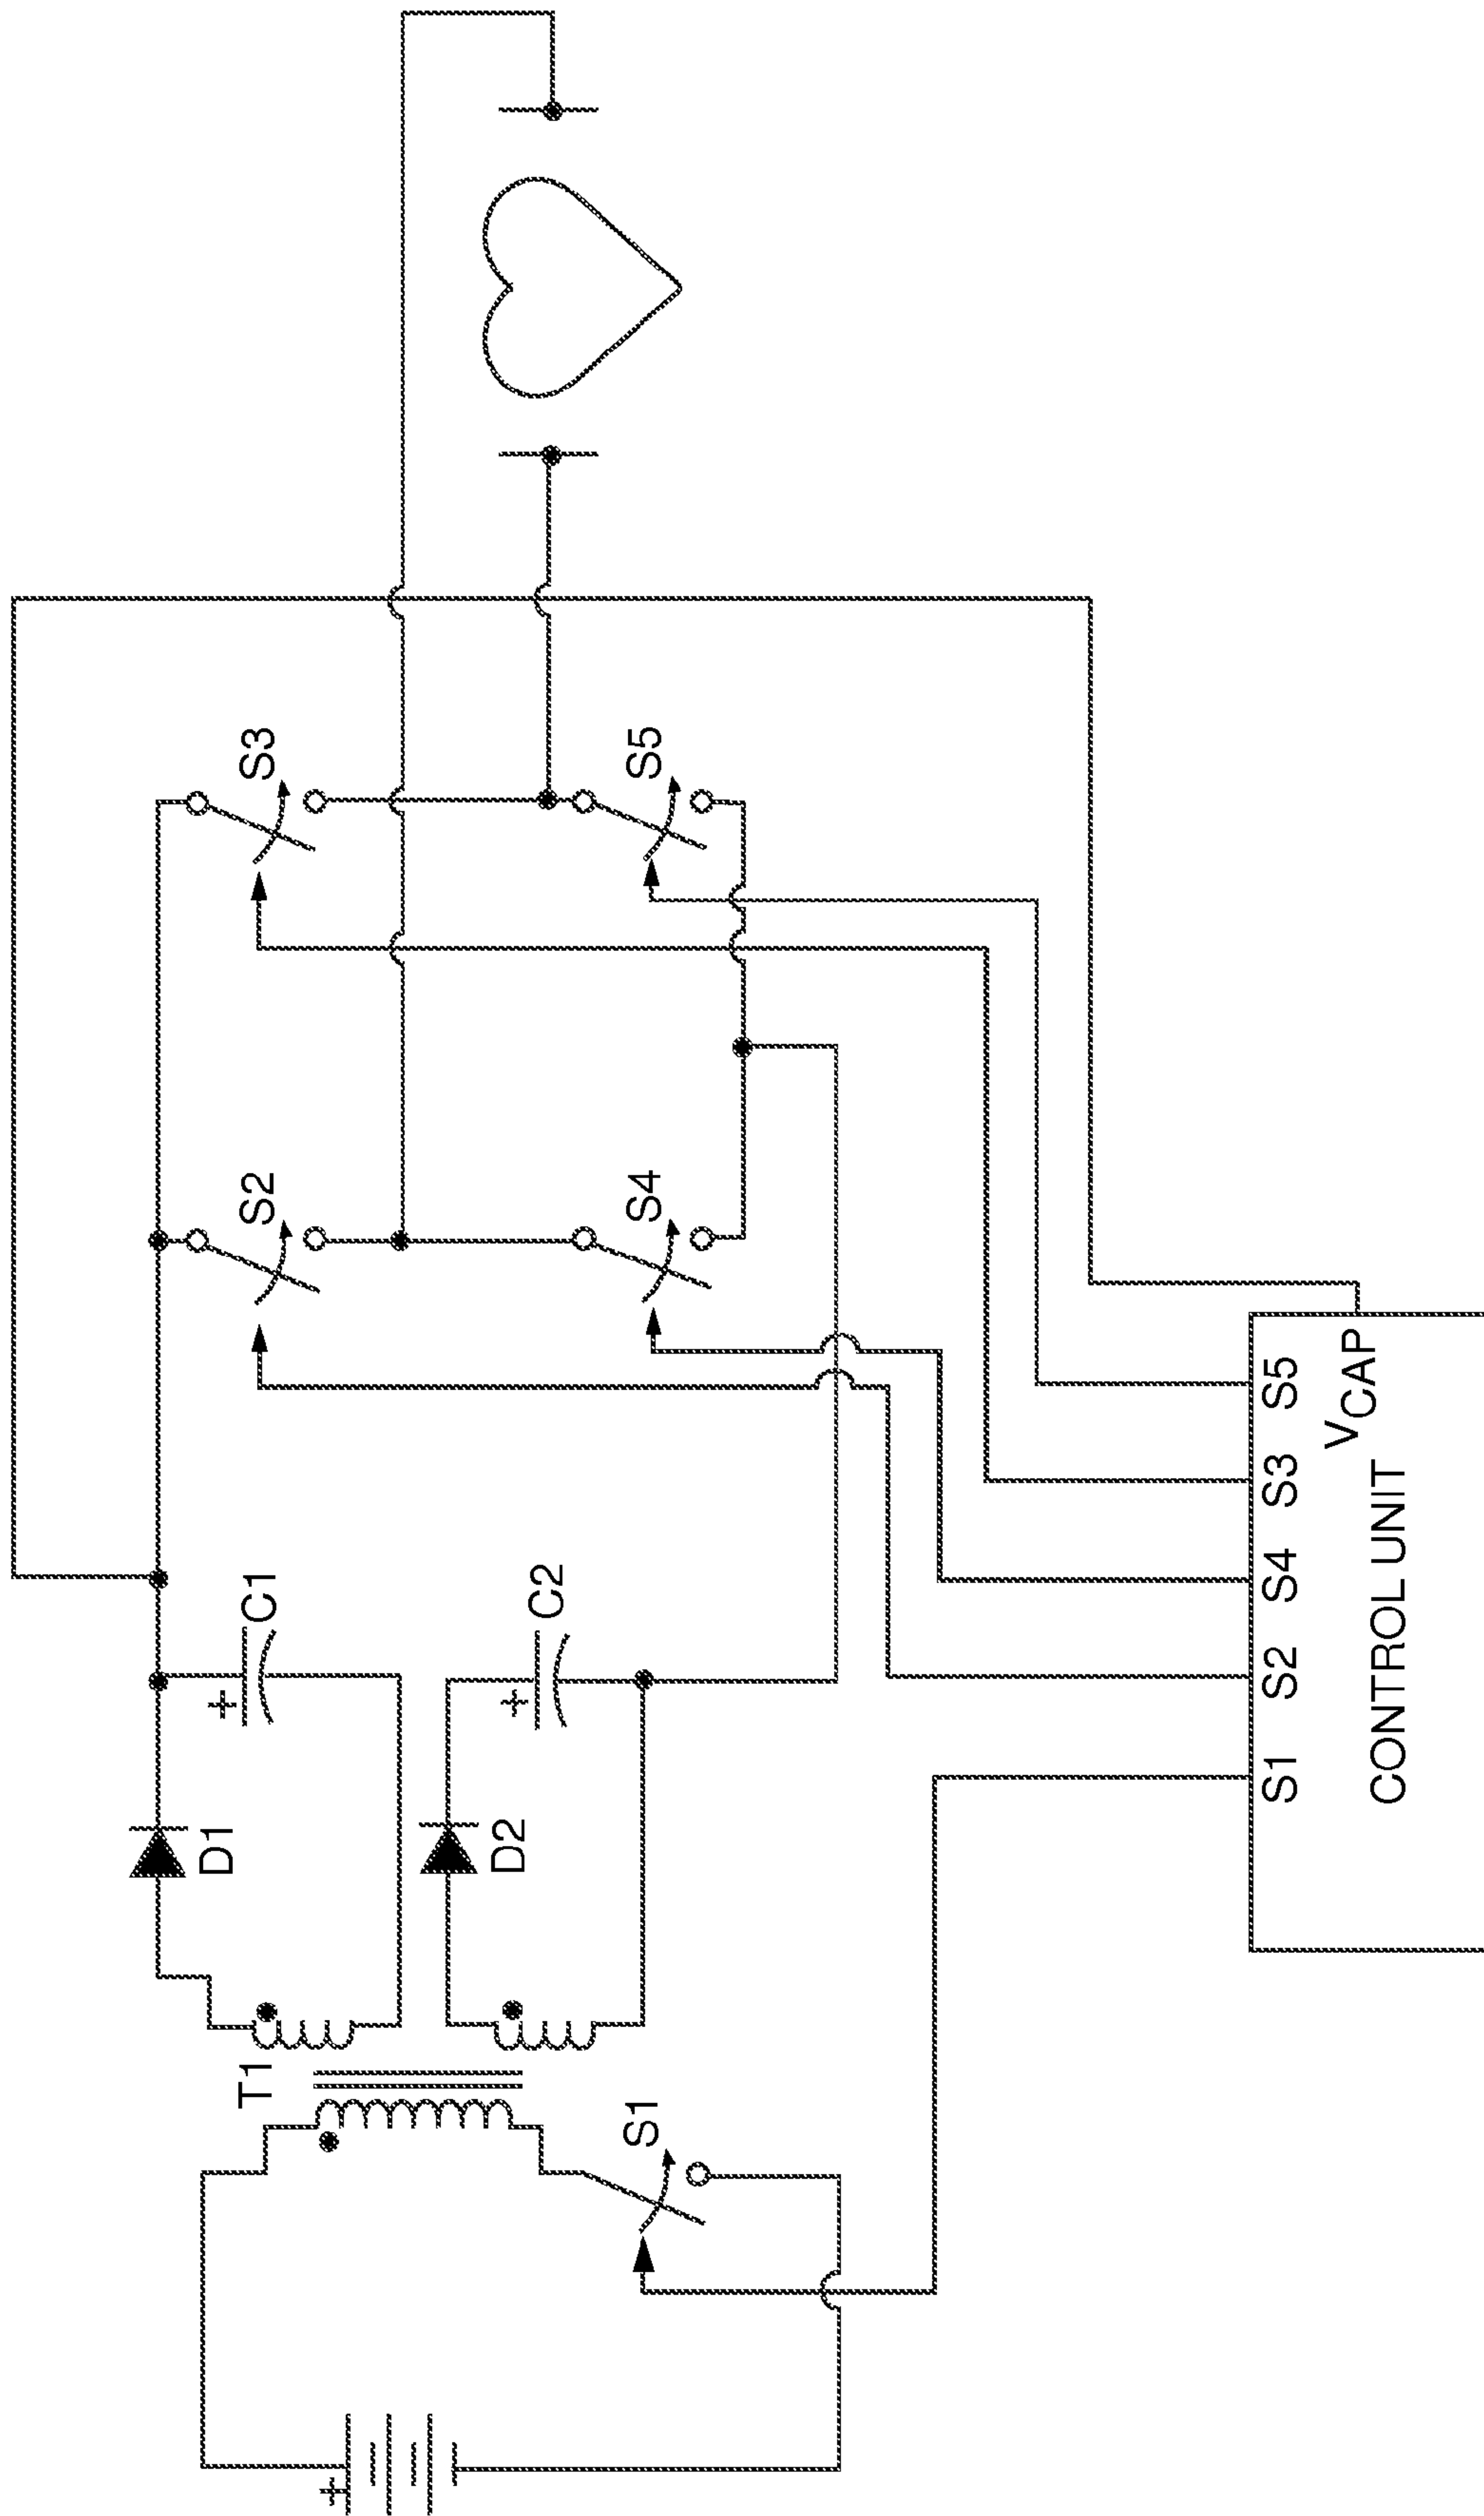 T1
D1
C1
S2
S3
D2
C2
S1
S4
S5
S1 S2 S4 S3 S5
VCAP
CONTROL UNIT
+
+
+